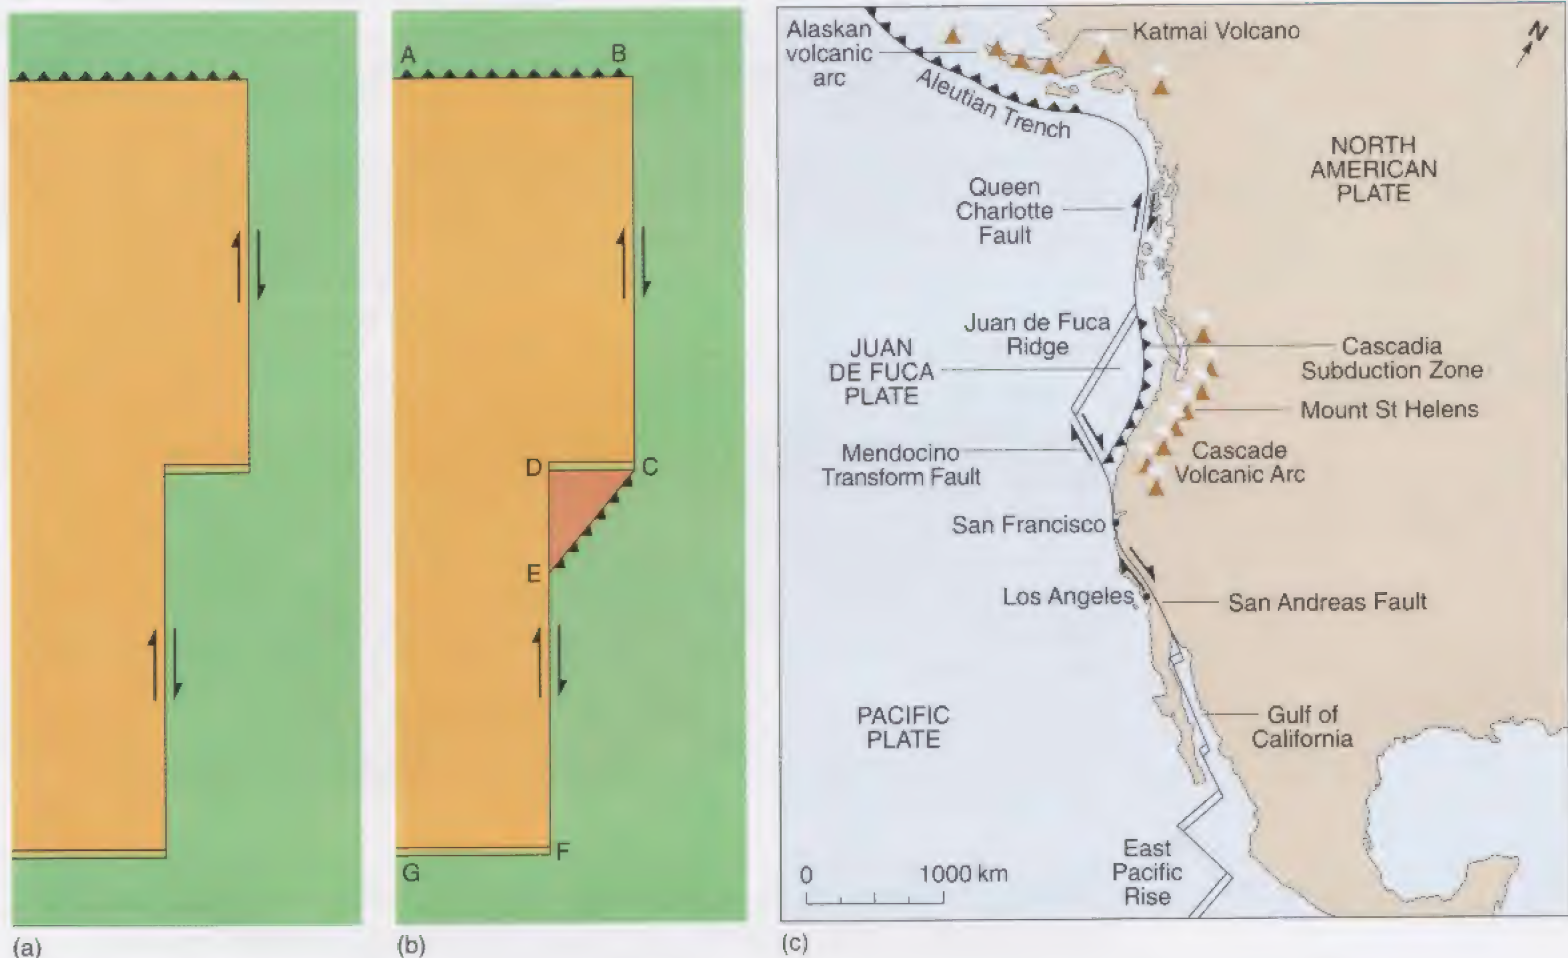 A
B
D
C
E
F
G
(a)
(b)
Alaskan
volcanic
arc
Katmai Volcano
N
Aleutian Trench
NORTH
AMERICAN
PLATE
Queen
Charlotte
Fault
Juan de Fuca
Ridge
JUAN
DE FUCA
PLATE
Cascadia
Subduction Zone
Mount St Helens
Mendocino
Transform Fault
Cascade
Volcanic Arc
San Francisco
Los Angeles
San Andreas Fault
PACIFIC
PLATE
Gulf of
California
East
Pacific
Rise
0 1000 km
(c)